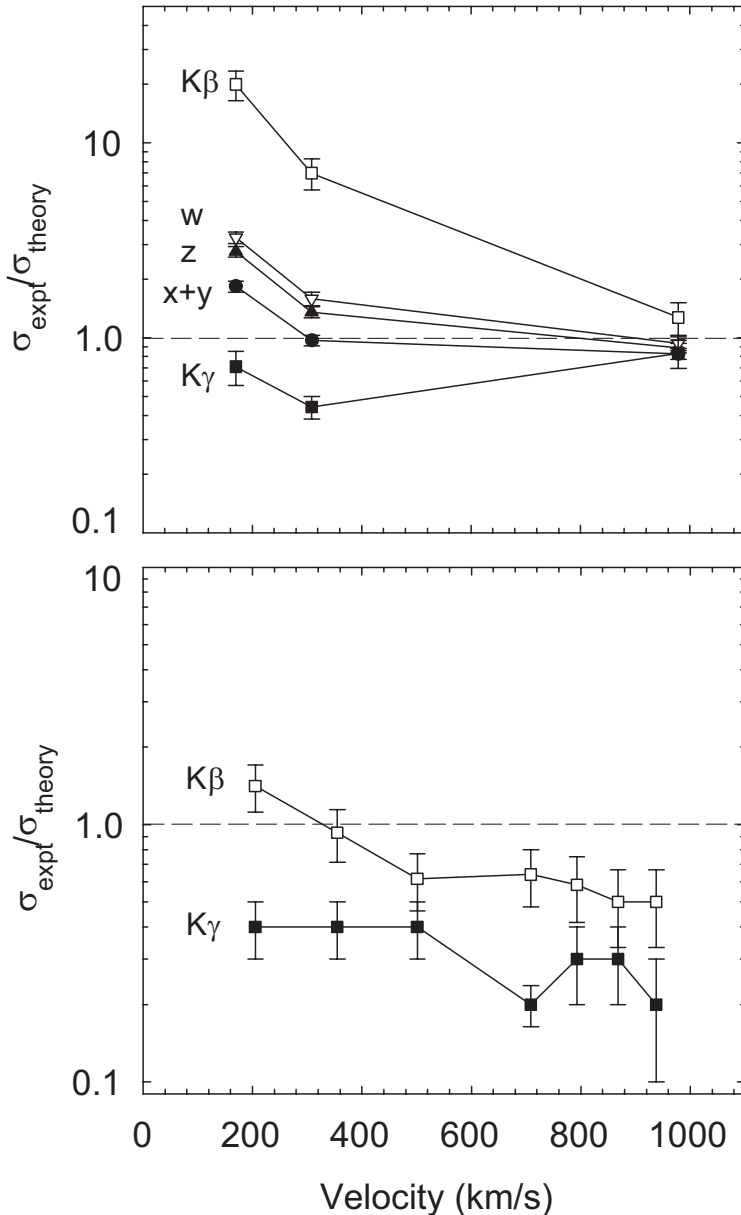 Kβ
10
w
z
x+y
1.0
Kγ
0.1
σexpt/σtheory
10
Kβ
1.0
Kγ
0.1
σexpt/σtheory
0 200 400 600 800 1000
Velocity (km/s)